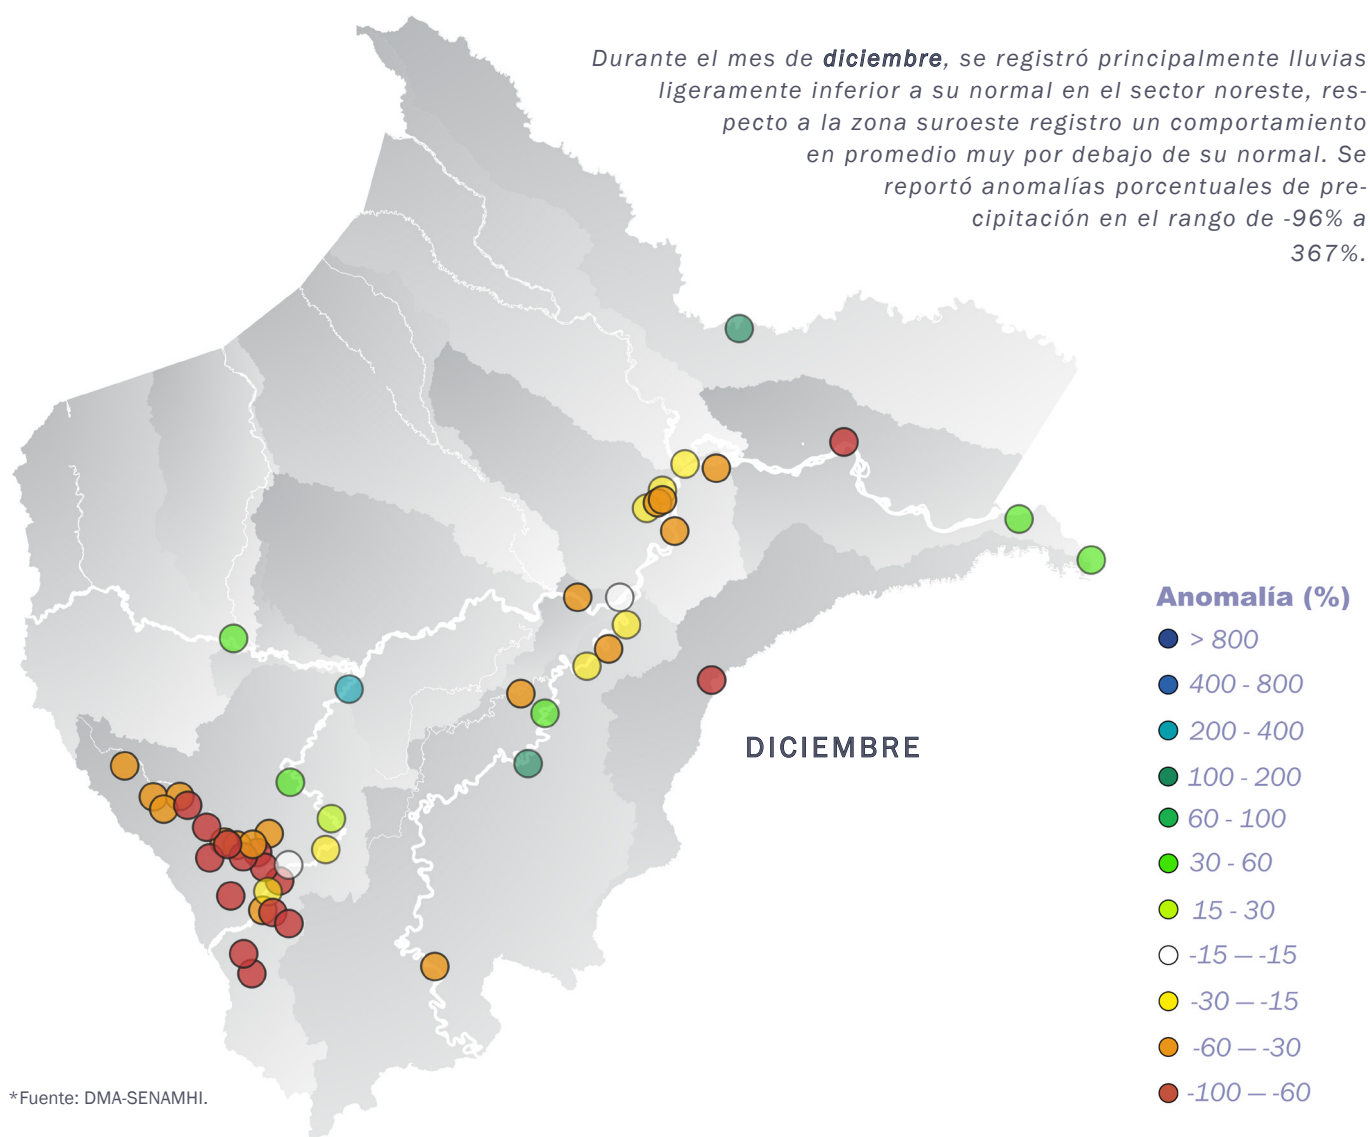 Durante el mes de diciembre, se registró principalmente lluvias
ligeramente inferior a su normal en el sector noreste, res-
pecto a la zona suroeste registro un comportamiento
en promedio muy por debajo de su normal. Se
reportó anomalías porcentuales de pre-
cipitación en el rango de -96% a
367%.
DICIEMBRE
Anomalía (%)
> 800
400 - 800
200 - 400
100 - 200
60 - 100
30 - 60
15 - 30
-15 — -15
-30 — -15
-60 — -30
-100 — -60
*Fuente: DMA-SENAMHI.